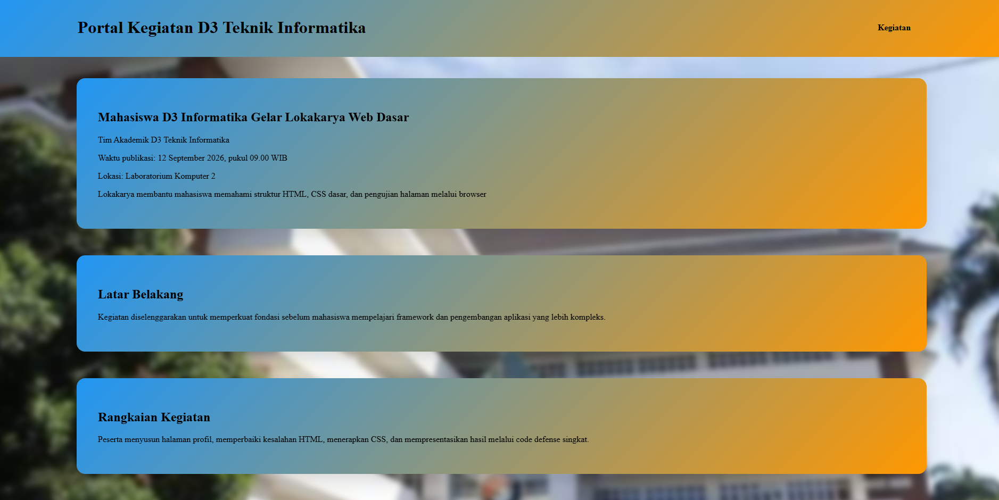 Portal Kegiatan D3 Teknik Informatika
Kegiatan
Mahasiswa D3 Informatika Gelar Lokakarya Web Dasar
Tim Akademik D3 Teknik Informatika
Waktu publikasi: 12 September 2026, pukul 09.00 WIB
Lokasi: Laboratorium Komputer 2
Lokakarya membantu mahasiswa memahami struktur HTML, CSS dasar, dan pengujian halaman melalui browser
Latar Belakang
Kegiatan diselenggarakan untuk memperkuat fondasi sebelum mahasiswa mempelajari framework dan pengembangan aplikasi yang lebih kompleks.
Rangkaian Kegiatan
Peserta menyusun halaman profil, memperbaiki kesalahan HTML, menerapkan CSS, dan mempresentasikan hasil melalui code defense singkat.